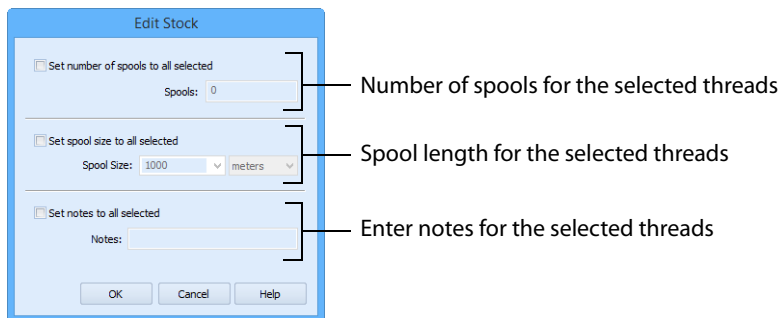 Edit Stock
Set number of spools to all selected
Spools: 0
Number of spools for the selected threads
Set spool size to all selected
Spool Size: 1000 meters
Spool length for the selected threads
Set notes to all selected
Notes:
Enter notes for the selected threads
OK Cancel Help